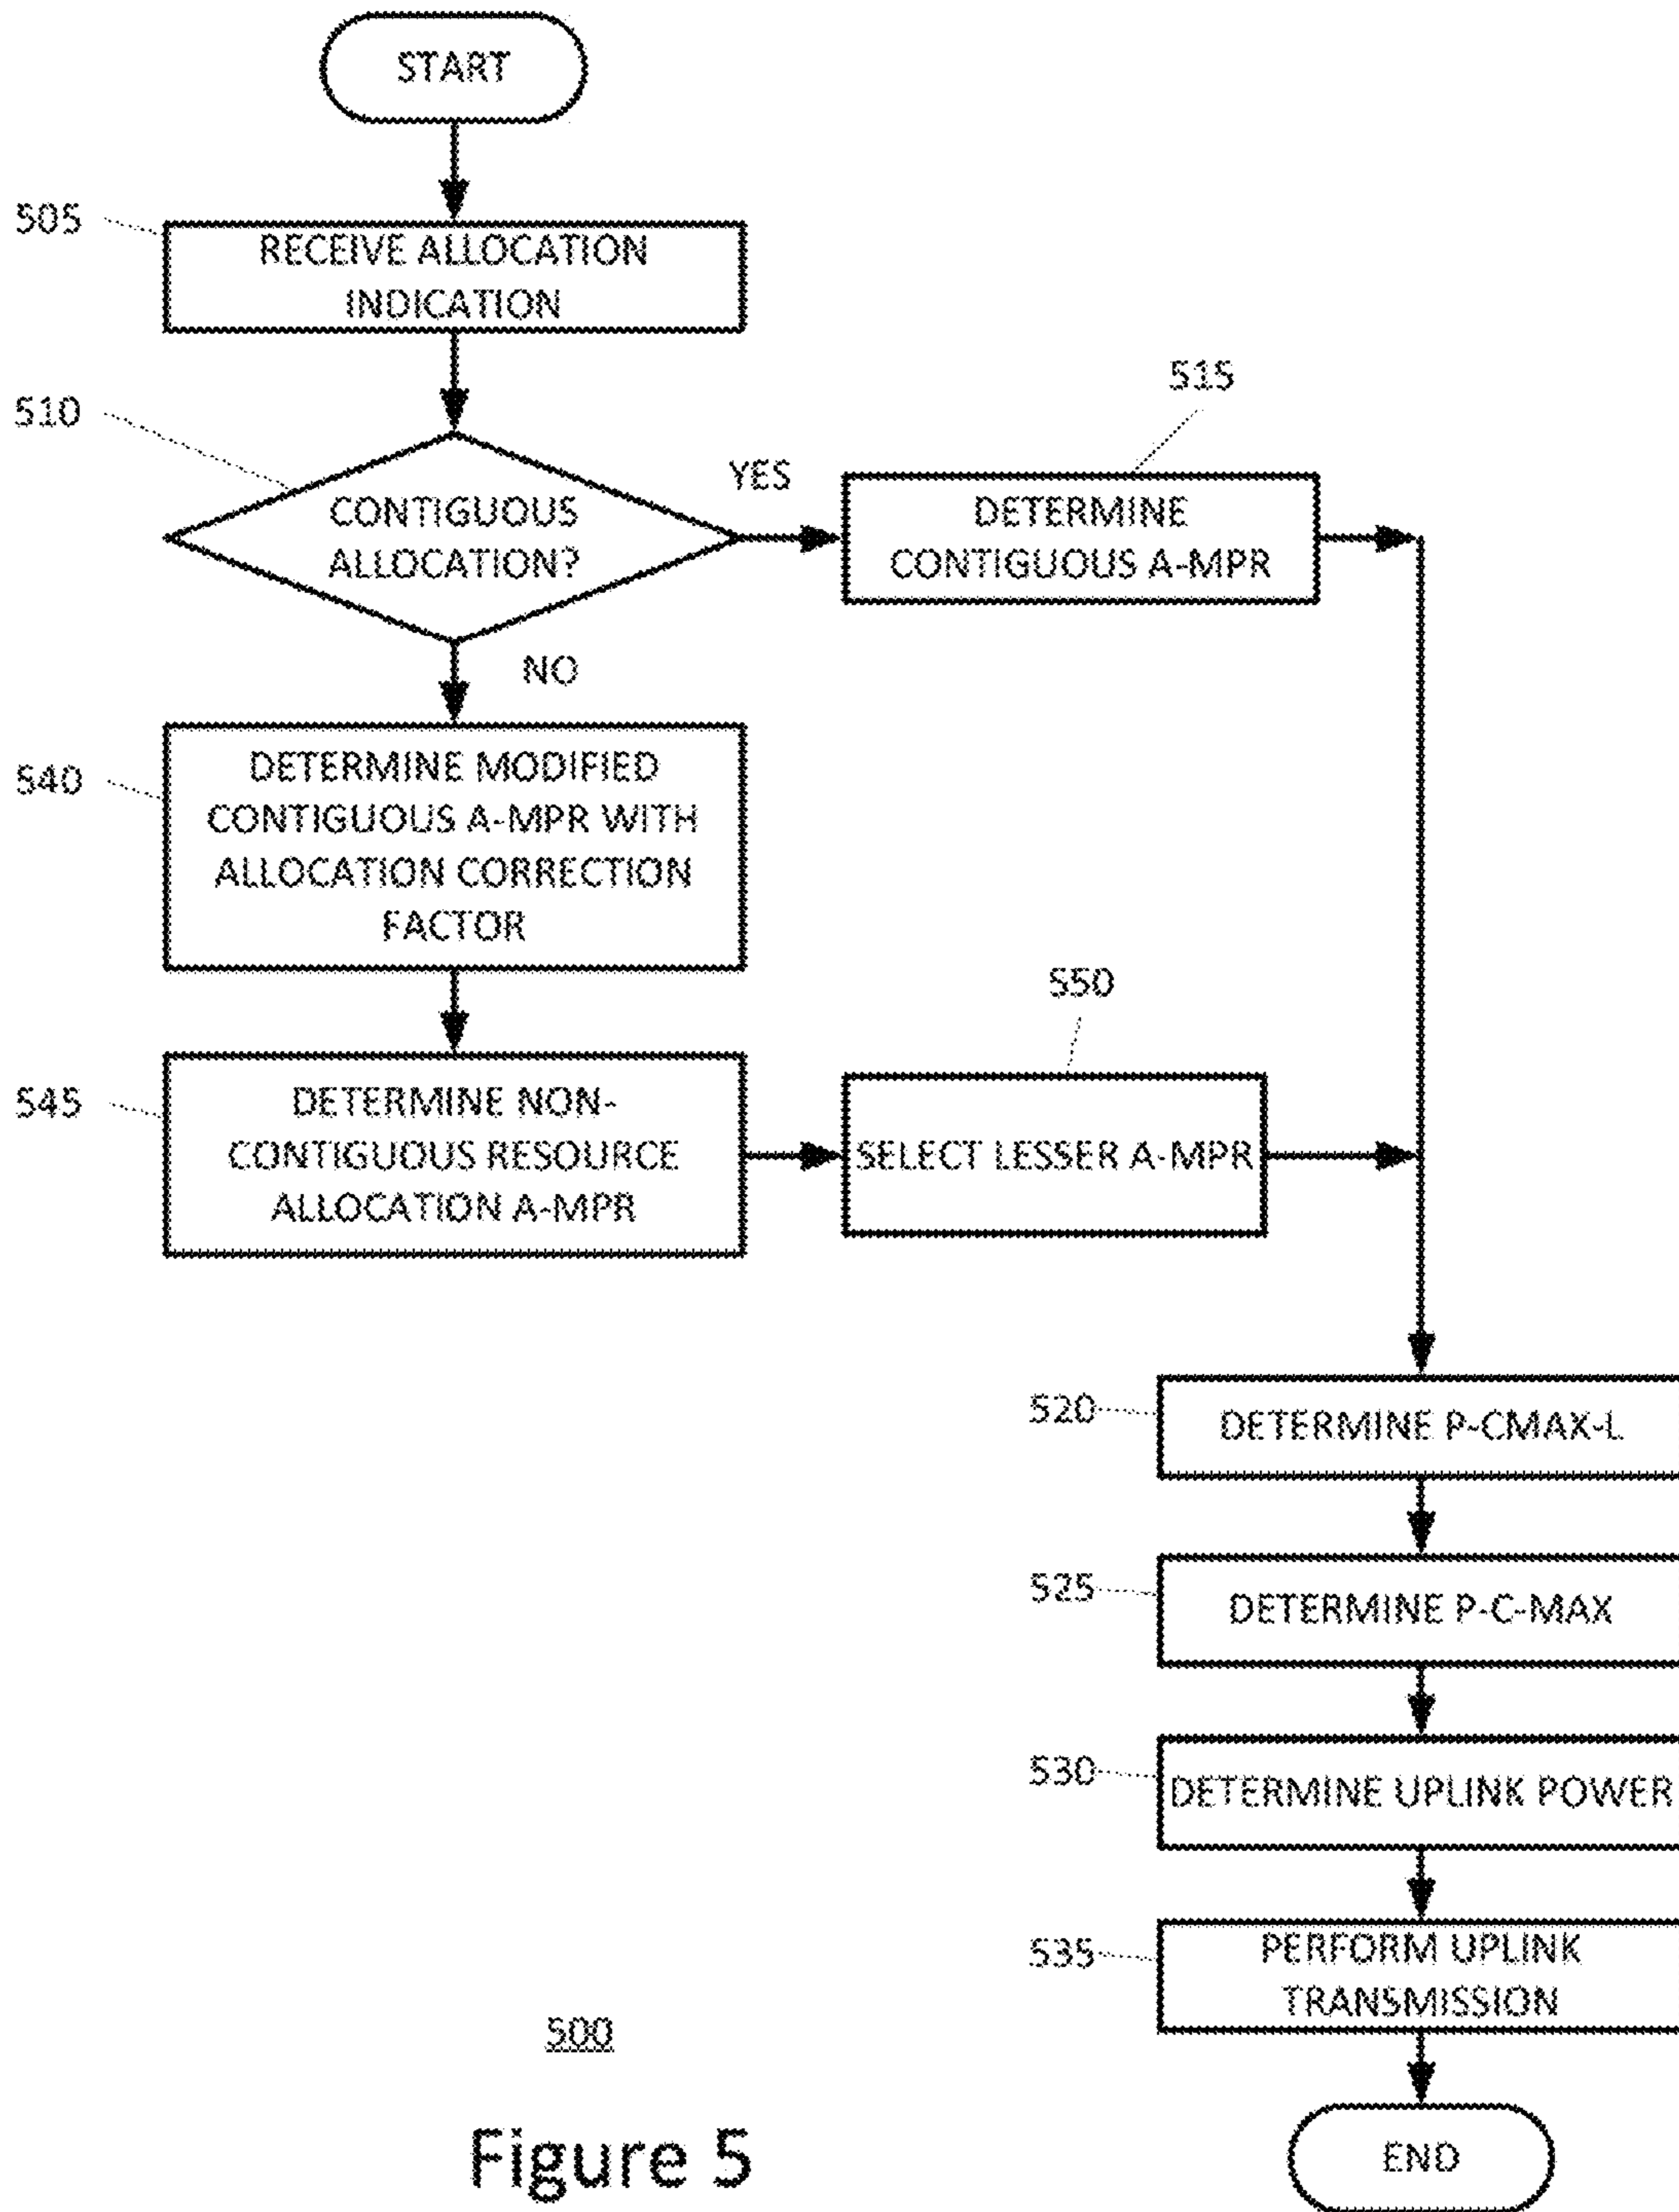 START
505
RECEIVE ALLOCATION
INDICATION
510
CONTIGUOUS
ALLOCATION?
YES
515
DETERMINE
CONTIGUOUS A-MPR
NO
540
DETERMINE MODIFIED
CONTIGUOUS A-MPR WITH
ALLOCATION CORRECTION
FACTOR
545
DETERMINE NON-
CONTIGUOUS RESOURCE
ALLOCATION A-MPR
550
SELECT LESSER A-MPR
520
DETERMINE P-CMAX-L
525
DETERMINE P-C-MAX
530
DETERMINE UPLINK POWER
535
PERFORM UPLINK
TRANSMISSION
END
500
Figure 5